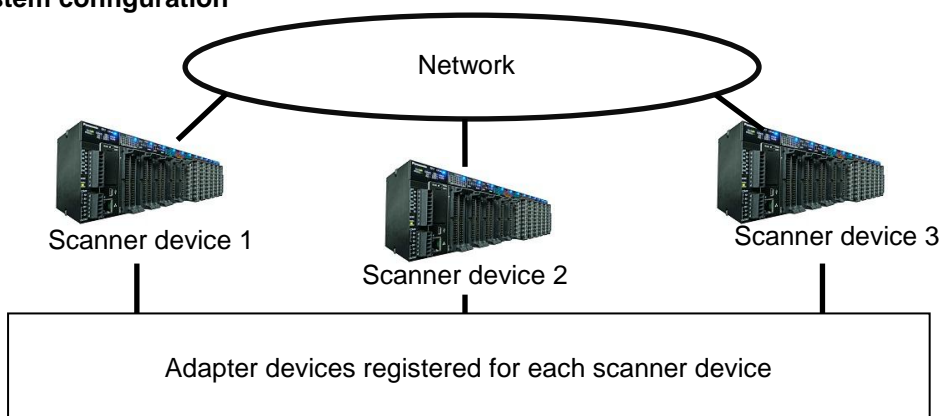 stem configuration
Network
Scanner device 1
Scanner device 2
Scanner device 3
Adapter devices registered for each scanner device